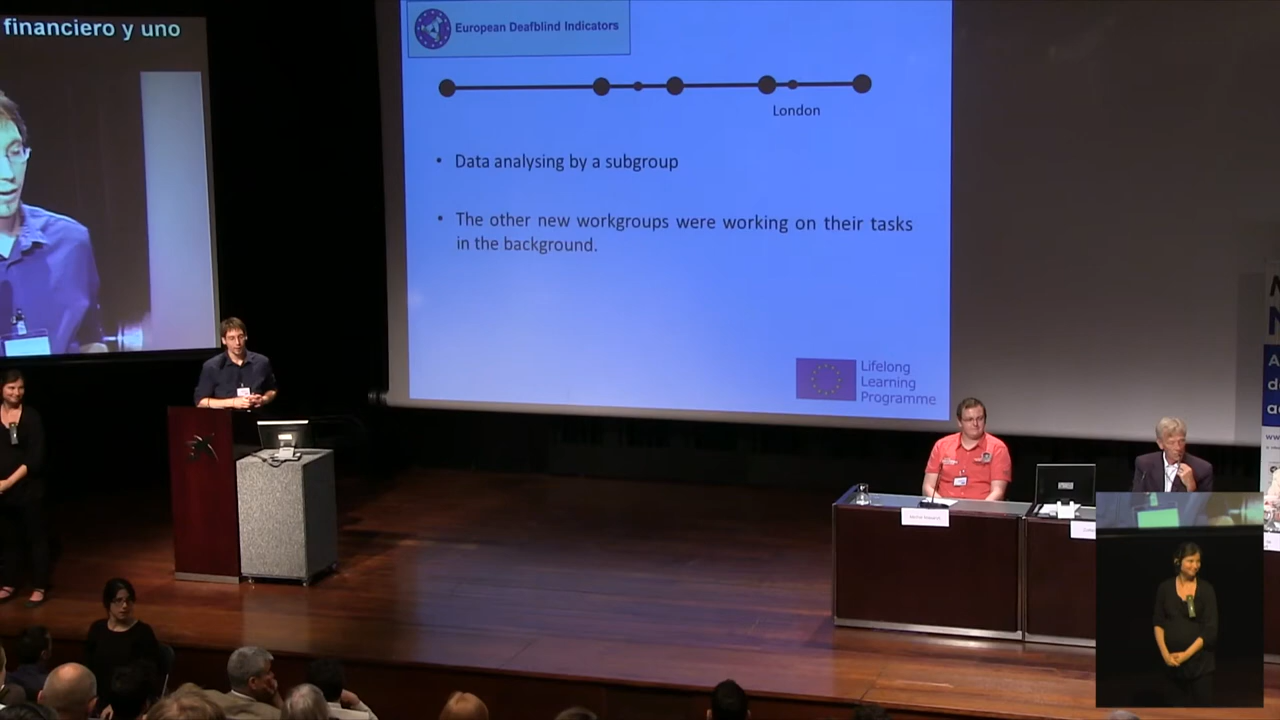 financiero y uno
European Deafblind Indicators
London
• Data analysing by a subgroup
• The other new workgroups were working on their tasks
in the background.
Lifelong
Learning
Programme